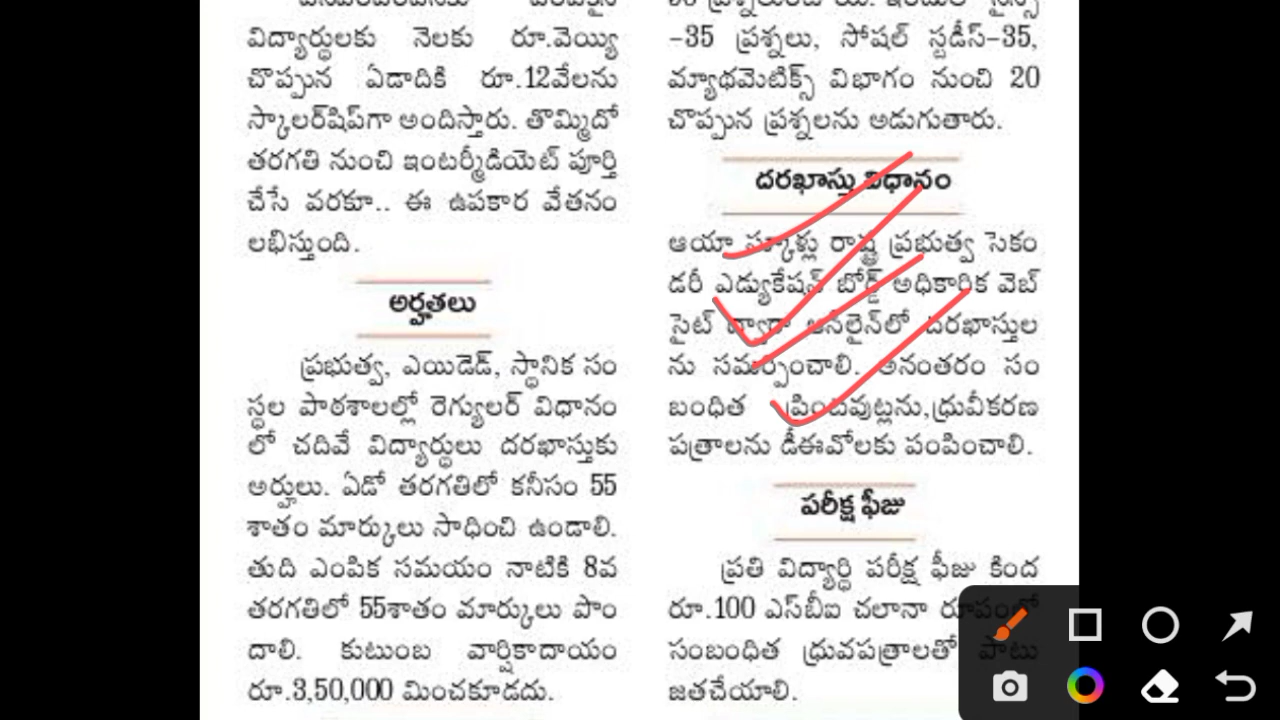 విద్యార్థులకు నెలకు రూ.వెయ్యి
చొప్పున ఏడాదికి రూ.12వేలను
స్కాలర్‌షిప్‌గా అందిస్తారు. తొమ్మిదో
తరగతి నుంచి ఇంటర్మీడియెట్ పూర్తి
చేసే వరకూ.. ఈ ఉపకార వేతనం
లభిస్తుంది.
అర్హతలు
ప్రభుత్వ, ఎయిడెడ్, స్థానిక సం
స్థల పాఠశాలల్లో రెగ్యులర్ విధానం
లో చదివే విద్యార్థులు దరఖాస్తుకు
అర్హులు. ఏడో తరగతిలో కనీసం 55
శాతం మార్కులు సాధించి ఉండాలి.
తుది ఎంపిక సమయం నాటికి 8వ
తరగతిలో 55శాతం మార్కులు పొం
దాలి. కుటుంబ వార్షికాదాయం
రూ.3,50,000 మించకూడదు.
-35 ప్రశ్నలు, సోషల్ స్టడీస్-35,
మ్యాథమెటిక్స్ విభాగం నుంచి 20
చొప్పున ప్రశ్నలను అడుగుతారు.
దరఖాస్తు విధానం
ఆయా స్కూళ్లు రాష్ట్ర ప్రభుత్వ సెకం
డరీ ఎడ్యుకేషన్ బోర్డ్ అధికారిక వెబ్
సైట్ ద్వారా ఆన్‌లైన్‌లో దరఖాస్తుల
ను సమర్పించాలి. అనంతరం సం
బంధిత ప్రింటవుట్లను,ధ్రువీకరణ
పత్రాలను డీఈవోలకు పంపించాలి.
పరీక్ష ఫీజు
ప్రతి విద్యార్థి పరీక్ష ఫీజు కింద
రూ.100 ఎస్‌బీఐ చలానా రూపంలో
సంబంధిత ధ్రువపత్రాలతో పాటు
జతచేయాలి.